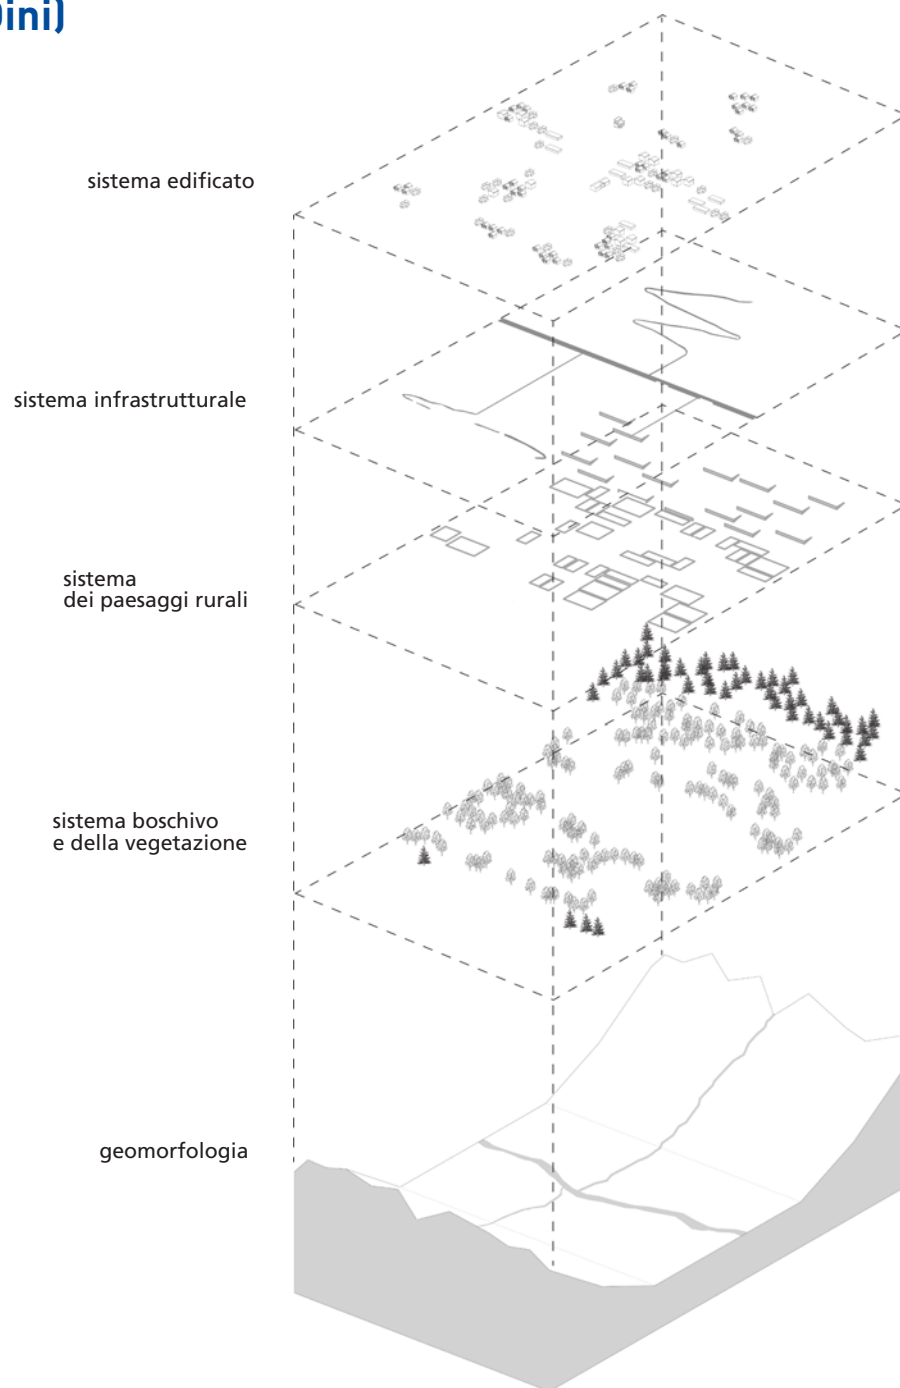 sistema edificato
sistema infrastrutturale
sistema
dei paesaggi rurali
sistema boschivo
e della vegetazione
geomorfologia